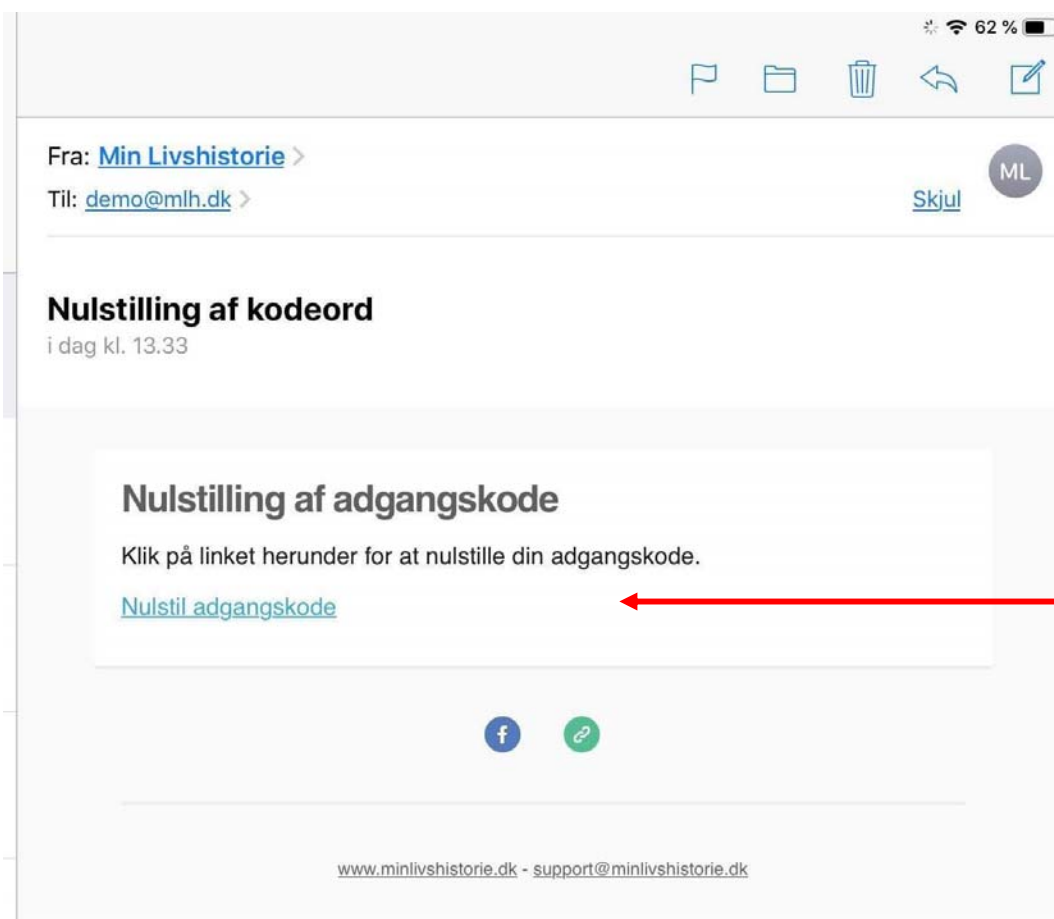 62 %
Fra: Min Livshistorie
ML
Til: demo@mlh.dk
Skjul
Nulstilling af kodeord
i dag kl. 13.33
Nulstilling af adgangskode
Klik på linket herunder for at nulstille din adgangskode.
Nulstil adgangskode
f
www.minlivshistorie.dk - support@minlivshistorie.dk